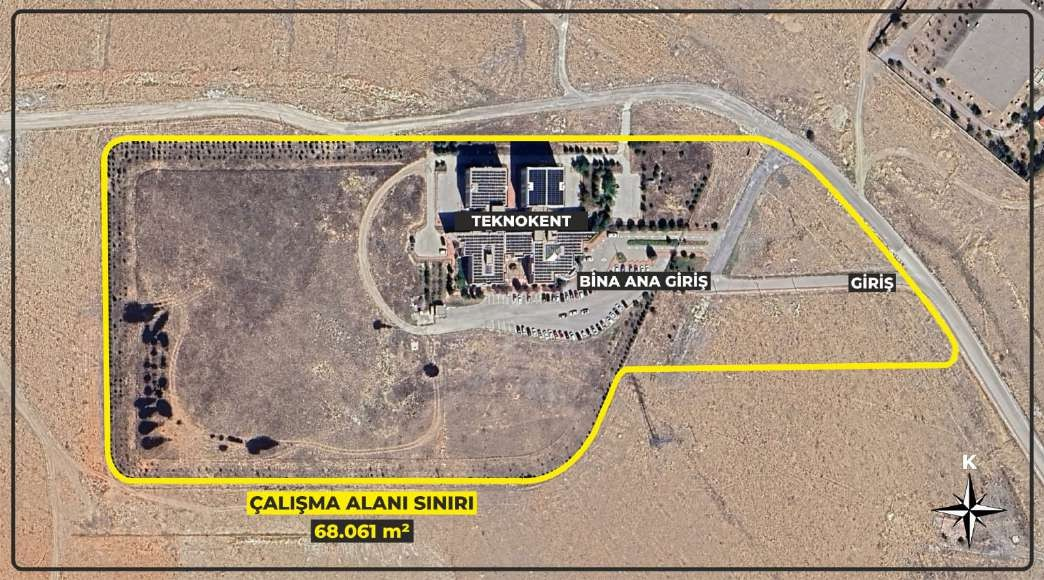 TEKNOKENT
BİNA ANA GİRİŞ
GİRİŞ
ÇALIŞMA ALANI SINIRI
68.061 m²
K